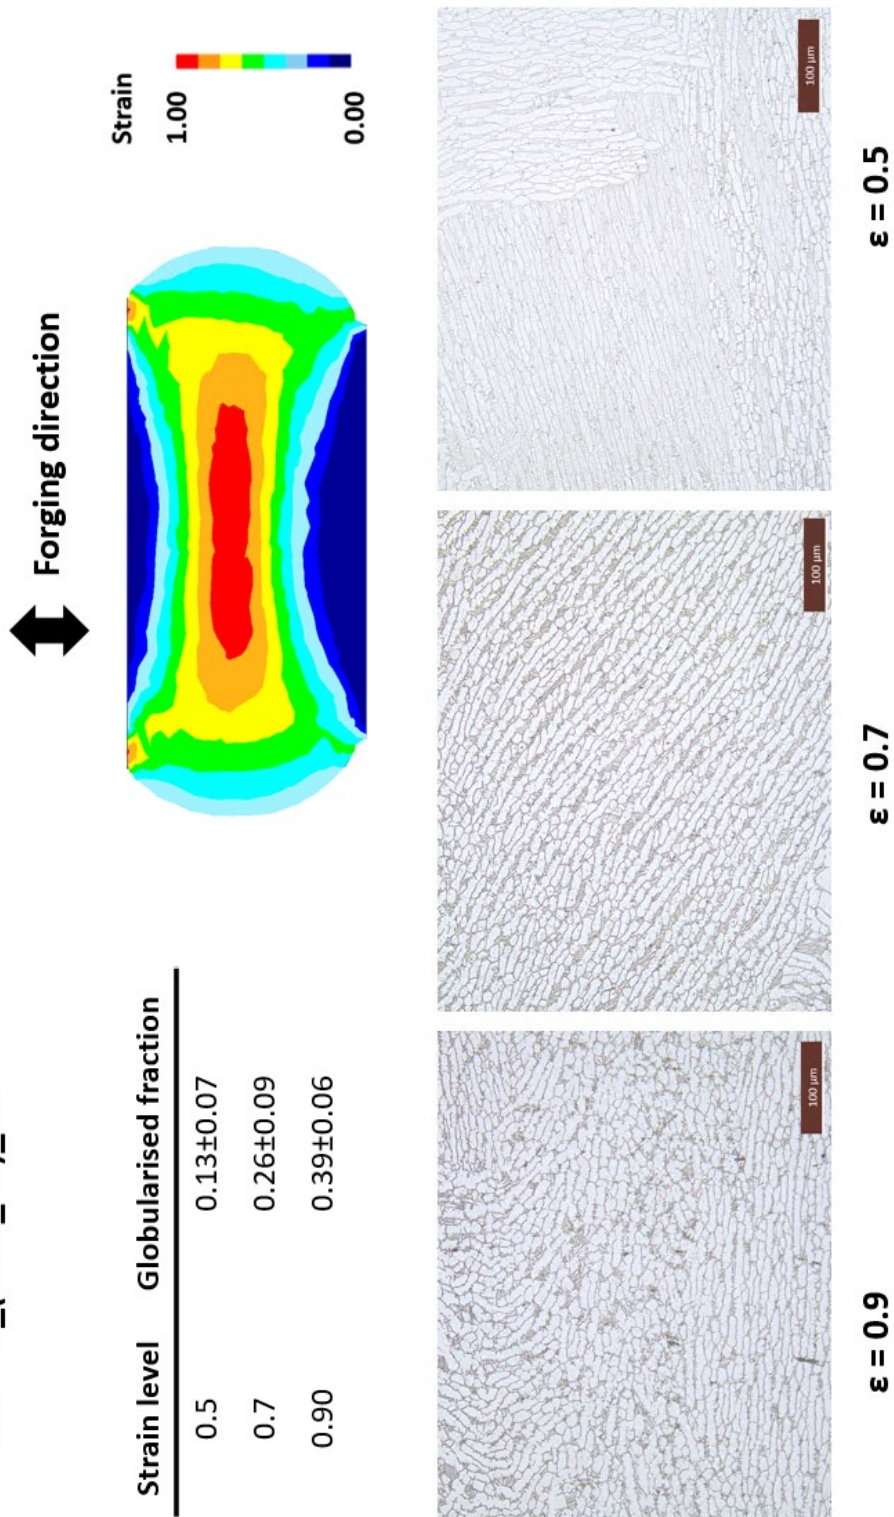 Strain level Globularised fraction
0.5 0.13±0.07
0.7 0.26±0.09
0.90 0.39±0.06
Forging direction
Strain
1.00
0.00
100 µm
100 µm
100 µm
ε = 0.9
ε = 0.7
ε = 0.5